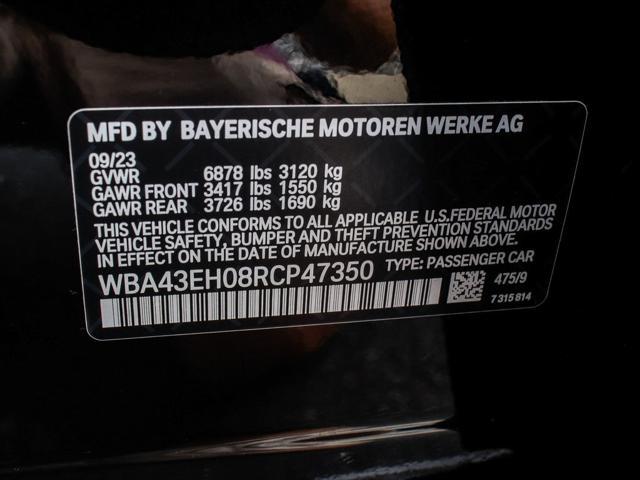 MFD BY BAYERISCHE MOTOREN WERKE AG
09/23
GVWR 6878 lbs 3120 kg
GAWR FRONT 3417 lbs 1550 kg
GAWR REAR 3726 lbs 1690 kg
THIS VEHICLE CONFORMS TO ALL APPLICABLE U.S.FEDERAL MOTOR
VEHICLE SAFETY, BUMPER AND THEFT PREVENTION STANDARDS
IN EFFECT ON THE DATE OF MANUFACTURE SHOWN ABOVE.
WBA43EH08RCP47350 TYPE: PASSENGER CAR
475/9
7 315 814